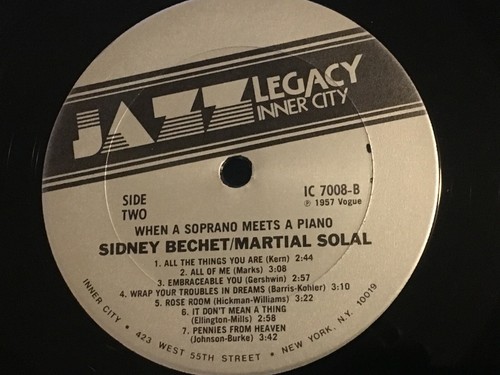 JAZZ LEGACY
INNER CITY
SIDE
TWO
IC 7008-B
℗ 1957 Vogue
WHEN A SOPRANO MEETS A PIANO
SIDNEY BECHET/MARTIAL SOLAL
1. ALL THE THINGS YOU ARE (Kern) 2:44
2. ALL OF ME (Marks) 3:08
3. EMBRACEABLE YOU (Gershwin) 2:57
4. WRAP YOUR TROUBLES IN DREAMS (Barris-Kohler) 3:10
5. ROSE ROOM (Hickman-Williams) 3:22
6. IT DON'T MEAN A THING
(Ellington-Mills) 2:58
7. PENNIES FROM HEAVEN
(Johnson-Burke) 3:42
INNER CITY • 423 WEST 55TH STREET • NEW YORK, N.Y. 10019